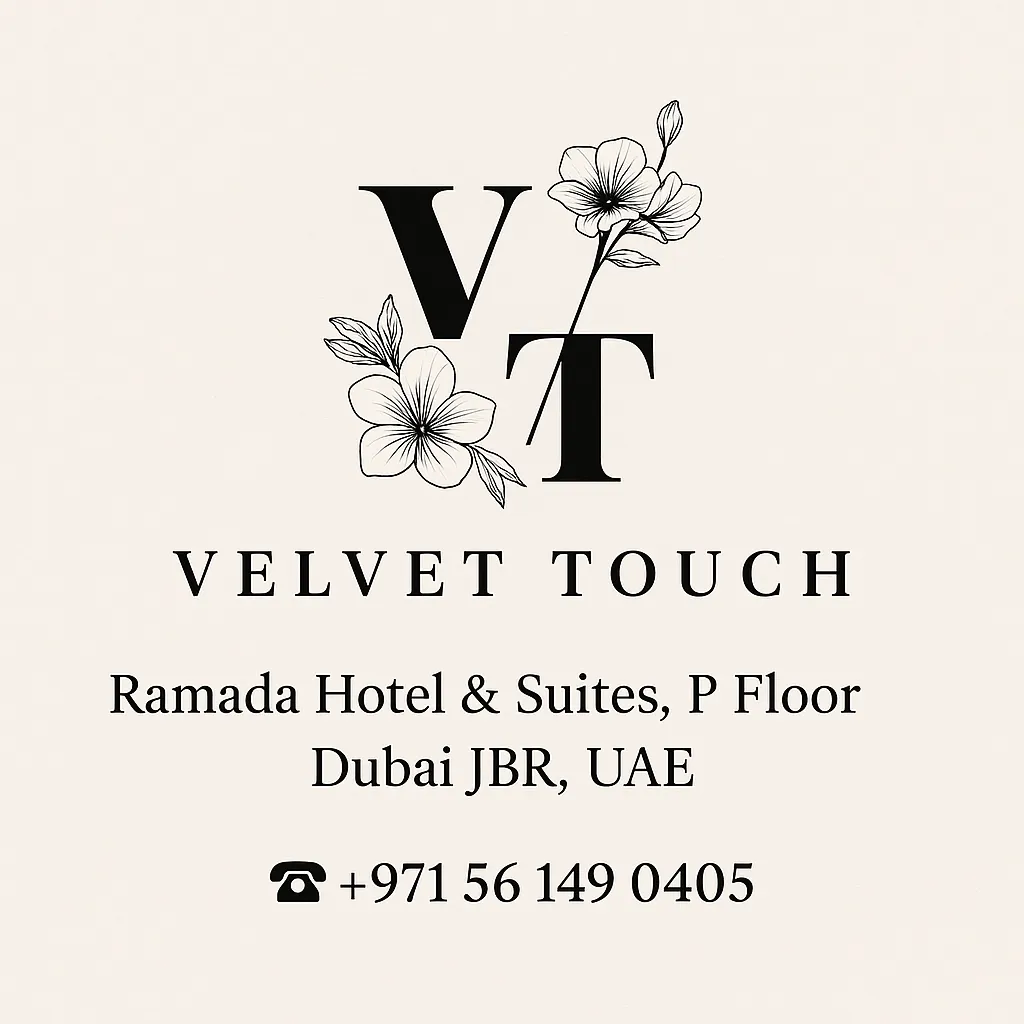 VT
VELVET TOUCH
Ramada Hotel & Suites, P Floor
Dubai JBR, UAE
☎ +971 56 149 0405